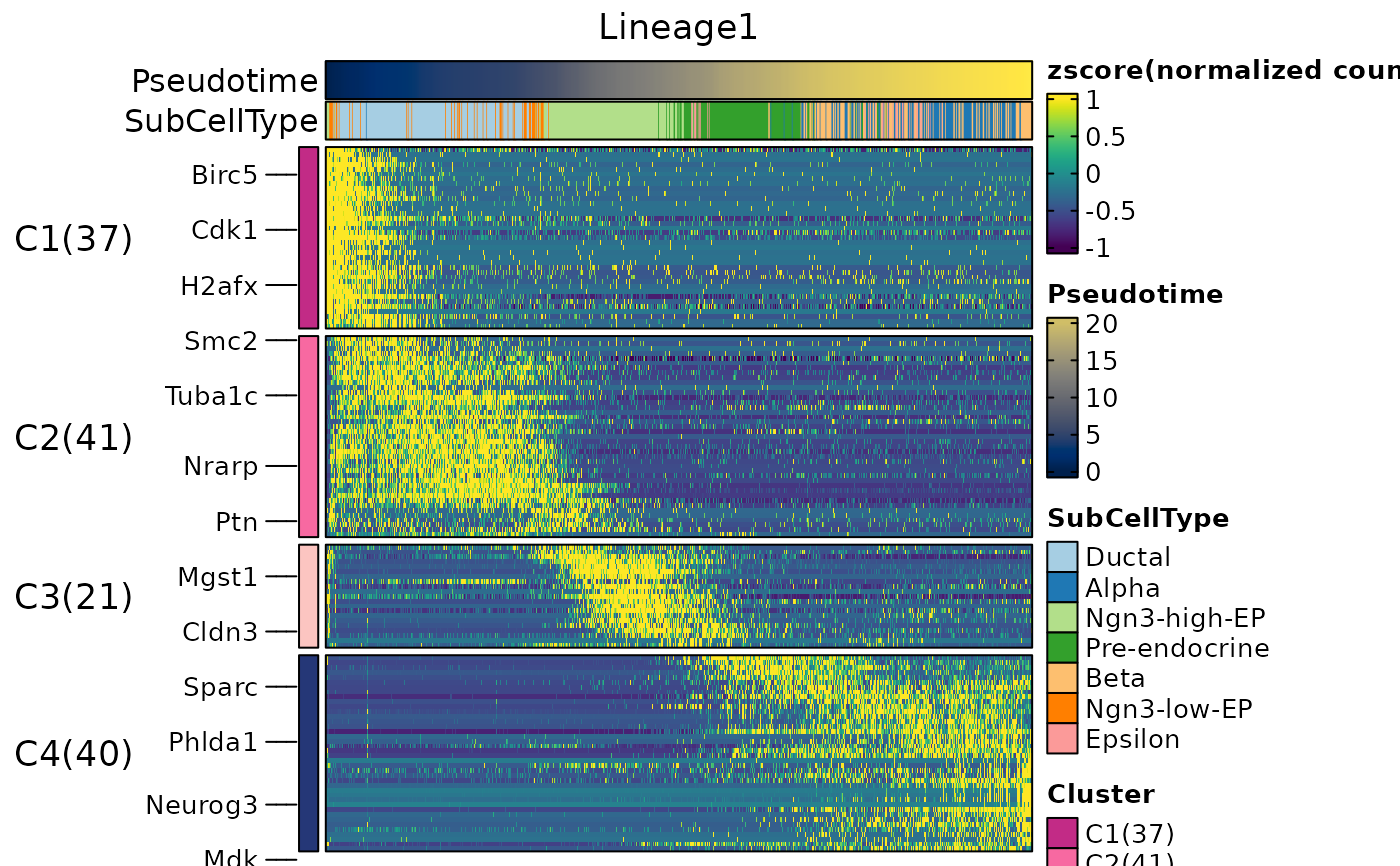 Lineage1
Pseudotime
SubCellType
C1(37)
Birc5
Cdk1
H2afx
Smc2
C2(41)
Tuba1c
Nrarp
Ptn
C3(21)
Mgst1
Cldn3
C4(40)
Sparc
Phlda1
Neurog3
Mdk
zscore(normalized coun
1
0.5
0
-0.5
-1
Pseudotime
20
15
10
5
0
SubCellType
Ductal
Alpha
Ngn3-high-EP
Pre-endocrine
Beta
Ngn3-low-EP
Epsilon
Cluster
C1(37)
C2(41)